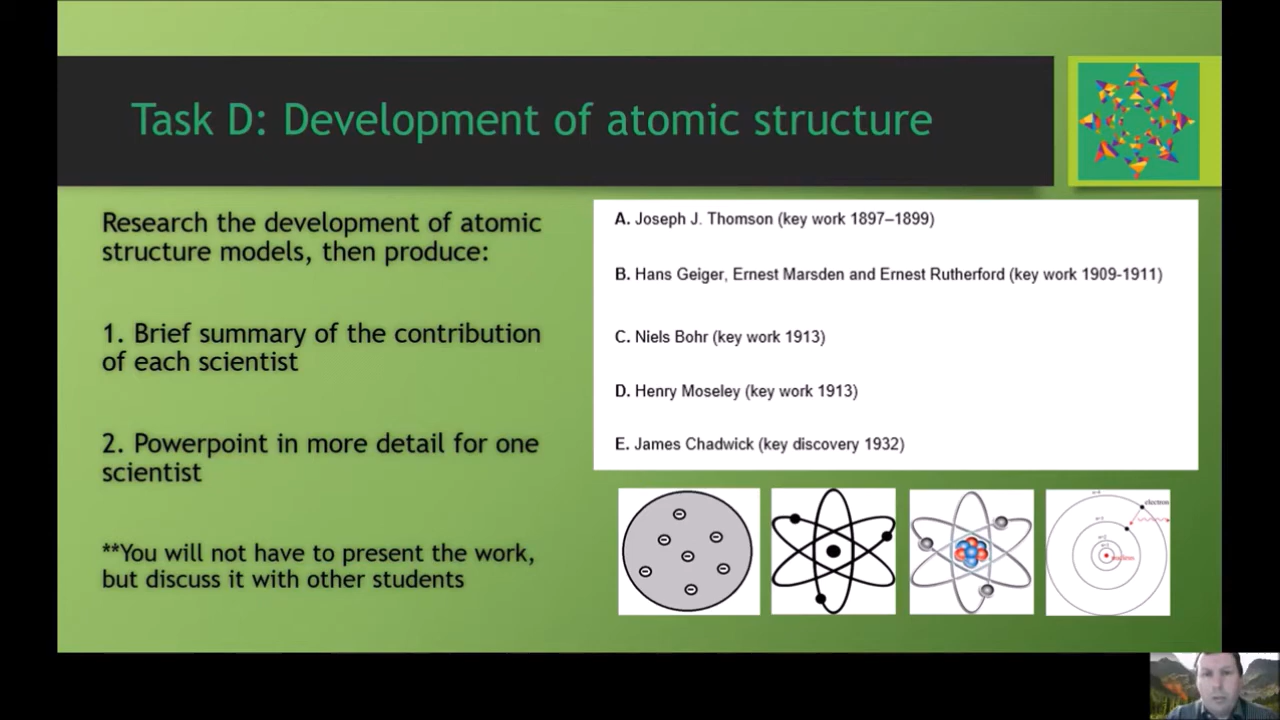 Task D: Development of atomic structure
Research the development of atomic
structure models, then produce:
1. Brief summary of the contribution
of each scientist
2. Powerpoint in more detail for one
scientist
**You will not have to present the work,
but discuss it with other students
A. Joseph J. Thomson (key work 1897–1899)
B. Hans Geiger, Ernest Marsden and Ernest Rutherford (key work 1909-1911)
C. Niels Bohr (key work 1913)
D. Henry Moseley (key work 1913)
E. James Chadwick (key discovery 1932)
electron
nucleus